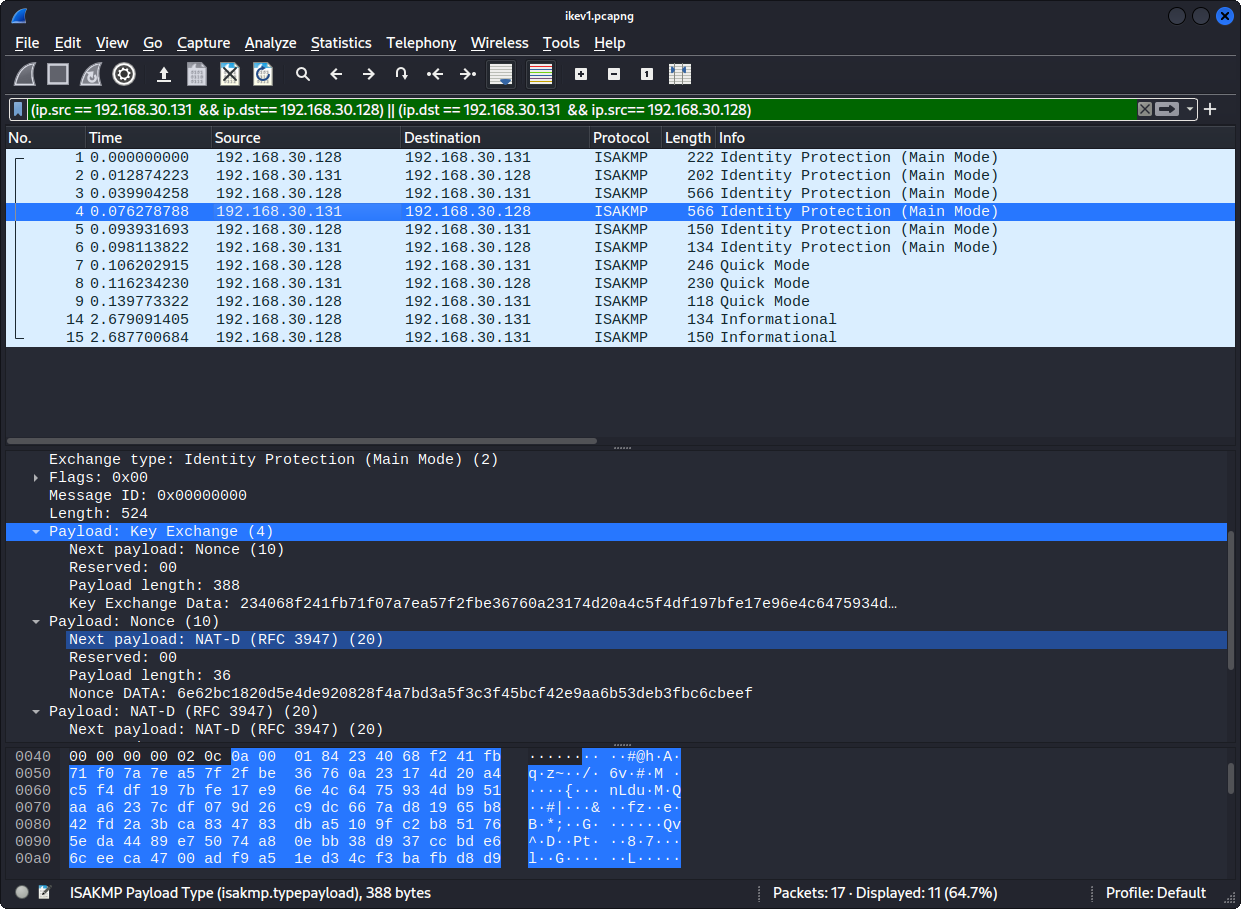 ikev1.pcapng
File Edit View Go Capture Analyze Statistics Telephony Wireless Tools Help
(ip.src == 192.168.30.131 && ip.dst== 192.168.30.128) || (ip.dst == 192.168.30.131 && ip.src== 192.168.30.128)
No. Time Source Destination Protocol Length Info
1 0.000000000 192.168.30.128 192.168.30.131 ISAKMP 222 Identity Protection (Main Mode)
2 0.012874223 192.168.30.131 192.168.30.128 ISAKMP 202 Identity Protection (Main Mode)
3 0.039904258 192.168.30.128 192.168.30.131 ISAKMP 566 Identity Protection (Main Mode)
4 0.076278788 192.168.30.131 192.168.30.128 ISAKMP 566 Identity Protection (Main Mode)
5 0.093931693 192.168.30.128 192.168.30.131 ISAKMP 150 Identity Protection (Main Mode)
6 0.098113822 192.168.30.131 192.168.30.128 ISAKMP 134 Identity Protection (Main Mode)
7 0.106202915 192.168.30.128 192.168.30.131 ISAKMP 246 Quick Mode
8 0.116234230 192.168.30.131 192.168.30.128 ISAKMP 230 Quick Mode
9 0.139773322 192.168.30.128 192.168.30.131 ISAKMP 118 Quick Mode
14 2.679091405 192.168.30.128 192.168.30.131 ISAKMP 134 Informational
15 2.687700684 192.168.30.128 192.168.30.131 ISAKMP 150 Informational
Exchange type: Identity Protection (Main Mode) (2)
Flags: 0x00
Message ID: 0x00000000
Length: 524
Payload: Key Exchange (4)
Next payload: Nonce (10)
Reserved: 00
Payload length: 388
Key Exchange Data: 234068f241fb71f07a7ea57f2fbe36760a23174d20a4c5f4df197bfe17e96e4c6475934d…
Payload: Nonce (10)
Next payload: NAT-D (RFC 3947) (20)
Reserved: 00
Payload length: 36
Nonce DATA: 6e62bc1820d5e4de920828f4a7bd3a5f3c3f45bcf42e9aa6b53deb3fbc6cbeef
Payload: NAT-D (RFC 3947) (20)
Next payload: NAT-D (RFC 3947) (20)
0040 00 00 00 00 02 0c 0a 00 01 84 23 40 68 f2 41 fb ········ ··#@h·A·
0050 71 f0 7a 7e a5 7f 2f be 36 76 0a 23 17 4d 20 a4 q·z~··/· 6v·#·M ·
0060 c5 f4 df 19 7b fe 17 e9 6e 4c 64 75 93 4d b9 51 ····{··· nLdu·M·Q
0070 aa a6 23 7c df 07 9d 26 c9 dc 66 7a d8 19 65 b8 ··#|···& ··fz··e·
0080 42 fd 2a 3b ca 83 47 83 db a5 10 9f c2 b8 51 76 B·*;··G· ······Qv
0090 5e da 44 89 e7 50 74 a8 0e bb 38 d9 37 cc bd e6 ^·D··Pt· ··8·7···
00a0 6c ee ca 47 00 ad f9 a5 1e d3 4c f3 ba fb d8 d9 l··G···· ··L·····
ISAKMP Payload Type (isakmp.typepayload), 388 bytes
Packets: 17 · Displayed: 11 (64.7%)
Profile: Default